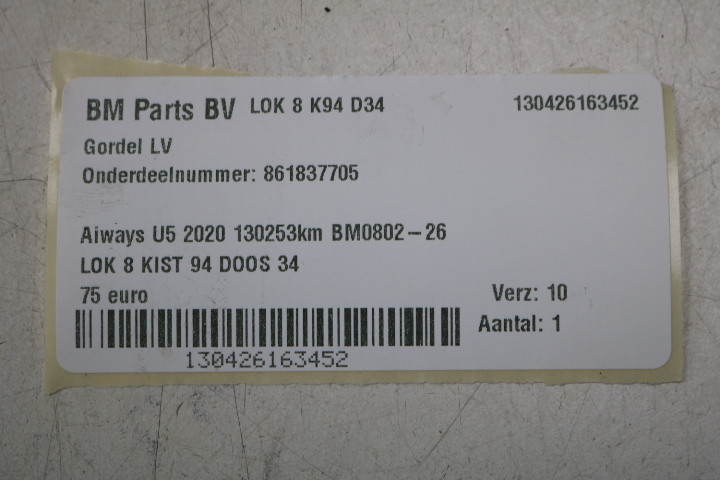 BM Parts BV LOK 8 K94 D34 130426163452
Gordel LV
Onderdeelnummer: 861837705
Aiways U5 2020 130253km BM0802-26
LOK 8 KIST 94 DOOS 34
75 euro Verz: 10
Aantal: 1
130426163452